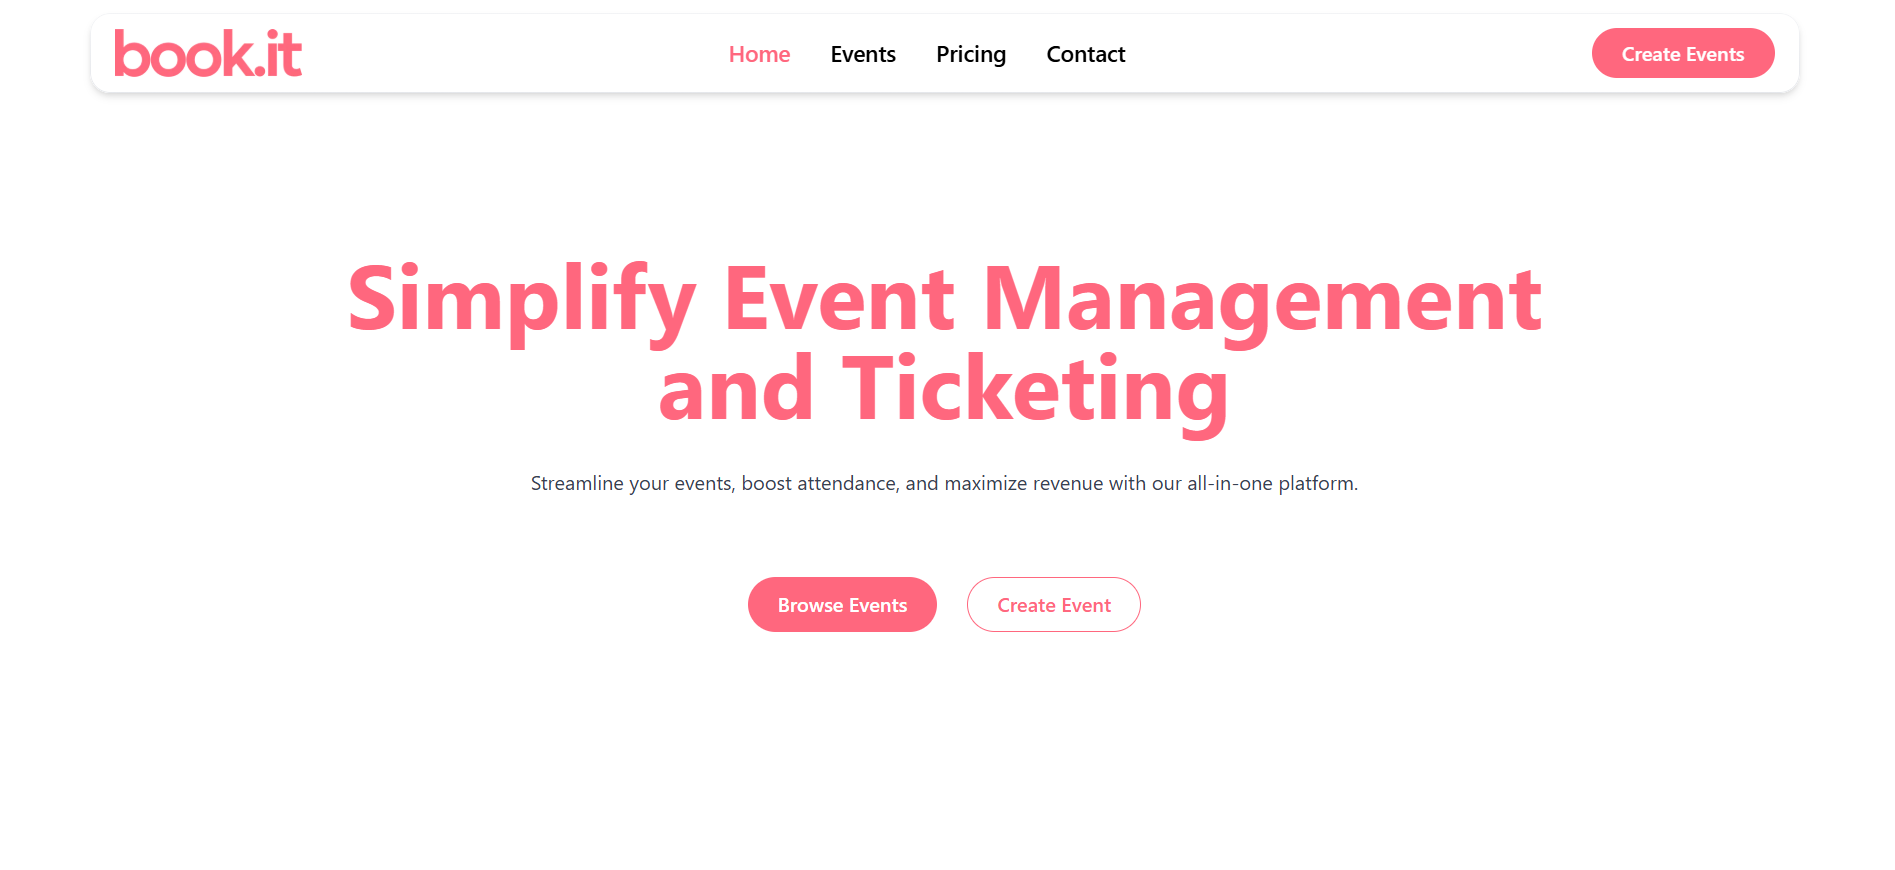 book.it
Home Events Pricing Contact
Create Events
Simplify Event Management
and Ticketing
Streamline your events, boost attendance, and maximize revenue with our all-in-one platform.
Browse Events
Create Event